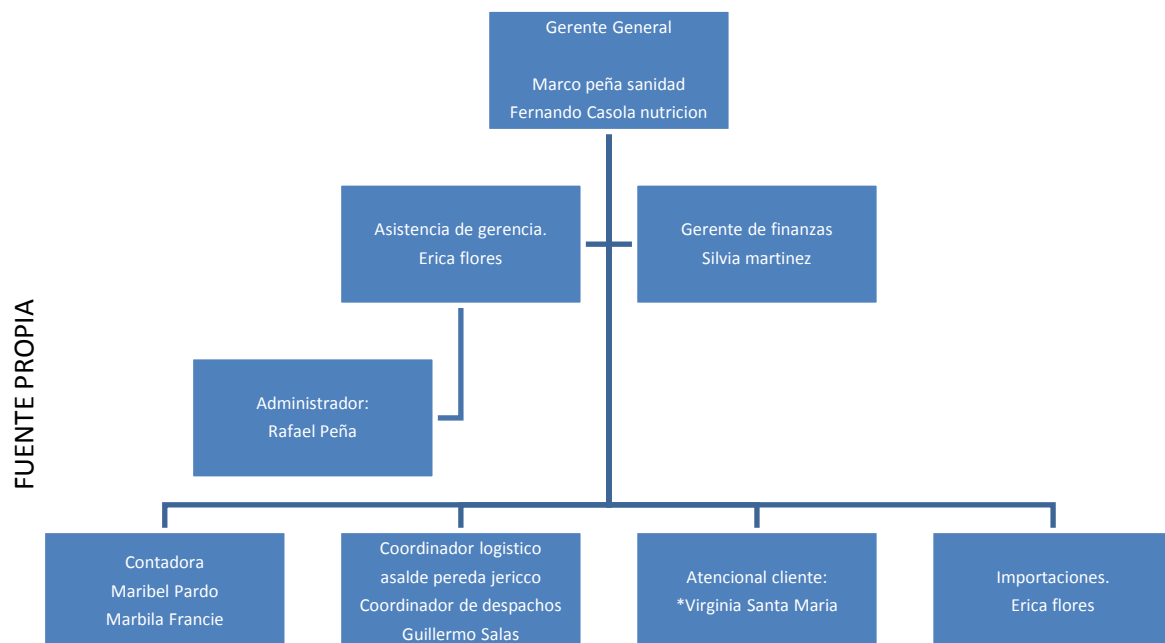 Gerente General
Marco peña sanidad
Fernando Casola nutricion
Asistencia de gerencia.
Erica flores
Gerente de finanzas
Silvia martinez
FUENTE PROPIA
Administrador:
Rafael Peña
Contadora
Maribel Pardo
Marbila Francie
Coordinador logistico
asalde pereda jericco
Coordinador de despachos
Guillermo Salas
Atencional cliente:
*Virginia Santa Maria
Importaciones.
Erica flores